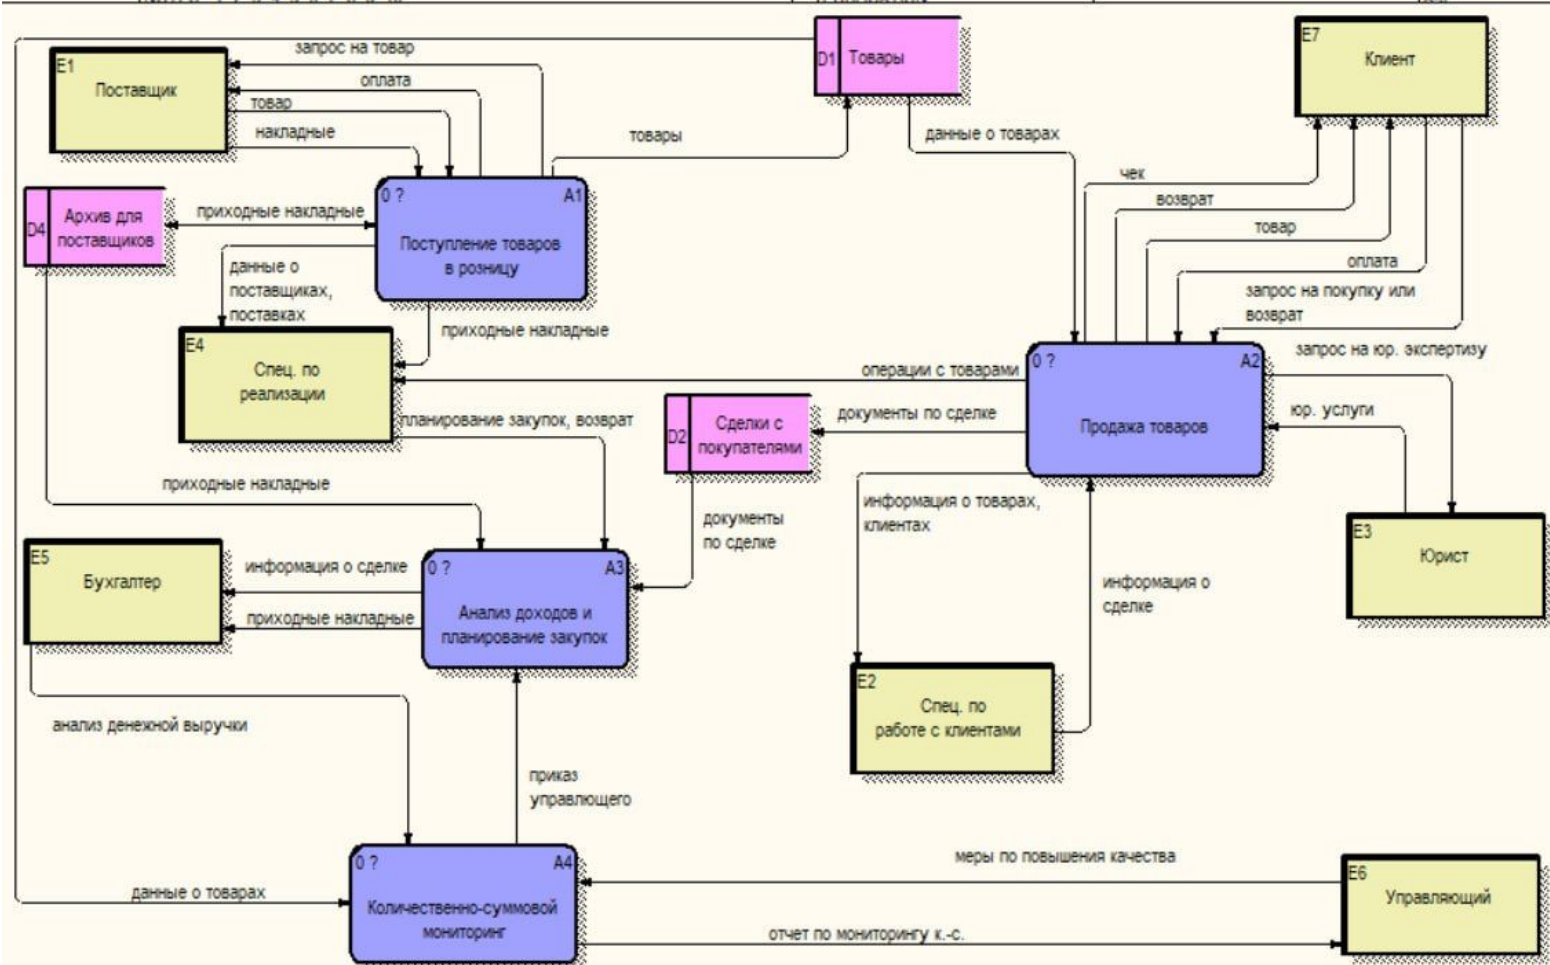 запрос на товар
E1
Поставщик
оплата
товар
накладные
D1
Товары
E7
Клиент
товары
данные о товарах
чек
возврат
товар
оплата
запрос на покупку или
возврат
D4
Архив для
поставщиков
приходные накладные
0 ?
A1
Поступление товаров
в розницу
данные о
поставщиках,
поставках
приходные накладные
E4
Спец. по
реализации
операции с товарами
0 ?
A2
Продажа товаров
запрос на юр. экспертизу
юр. услуги
планирование закупок, возврат
D2
Сделки с
покупателями
документы по сделке
приходные накладные
документы
по сделке
информация о товарах,
клиентах
E3
Юрист
E5
Бухгалтер
информация о сделке
приходные накладные
0 ?
A3
Анализ доходов и
планирование закупок
информация о
сделке
E2
Спец. по
работе с клиентами
анализ денежной выручки
приказ
управлющего
0 ?
A4
Количественно-суммовой
мониторинг
данные о товарах
меры по повышения качества
E6
Управляющий
отчет по мониторингу к.-с.